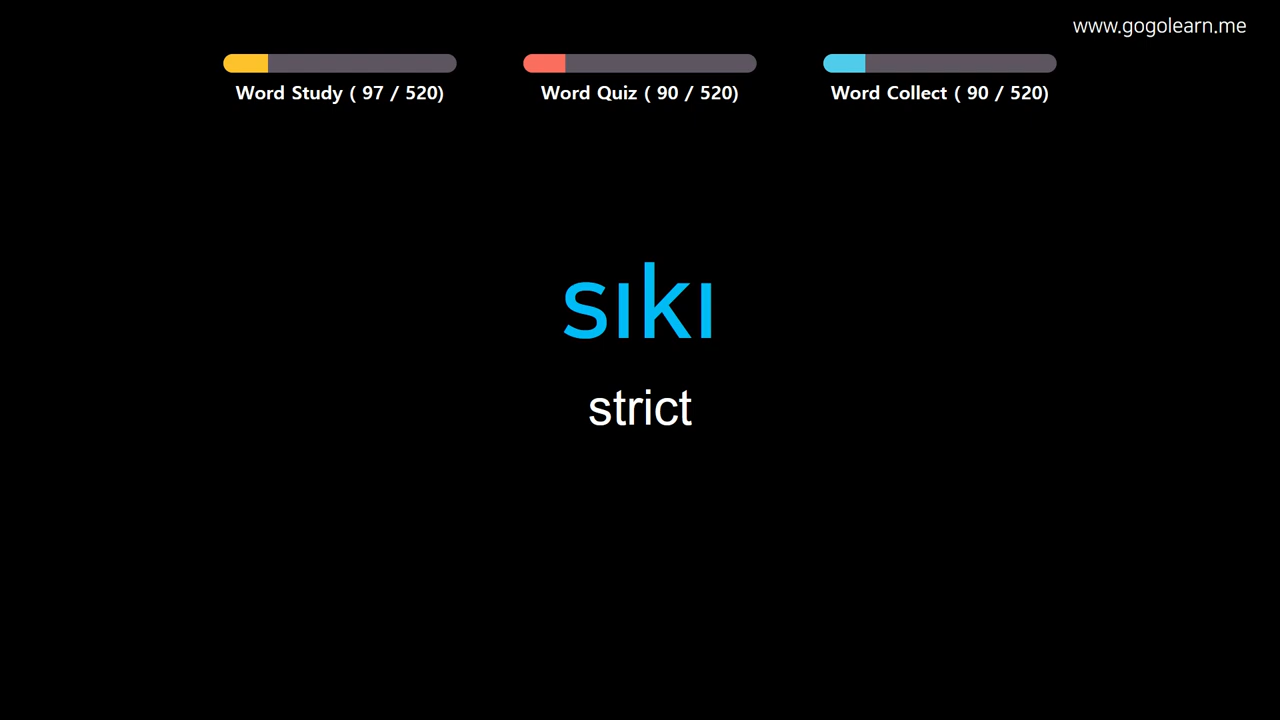 www.gogolearn.me
Word Study ( 97 / 520)
Word Quiz ( 90 / 520)
Word Collect ( 90 / 520)
sıkı
strict